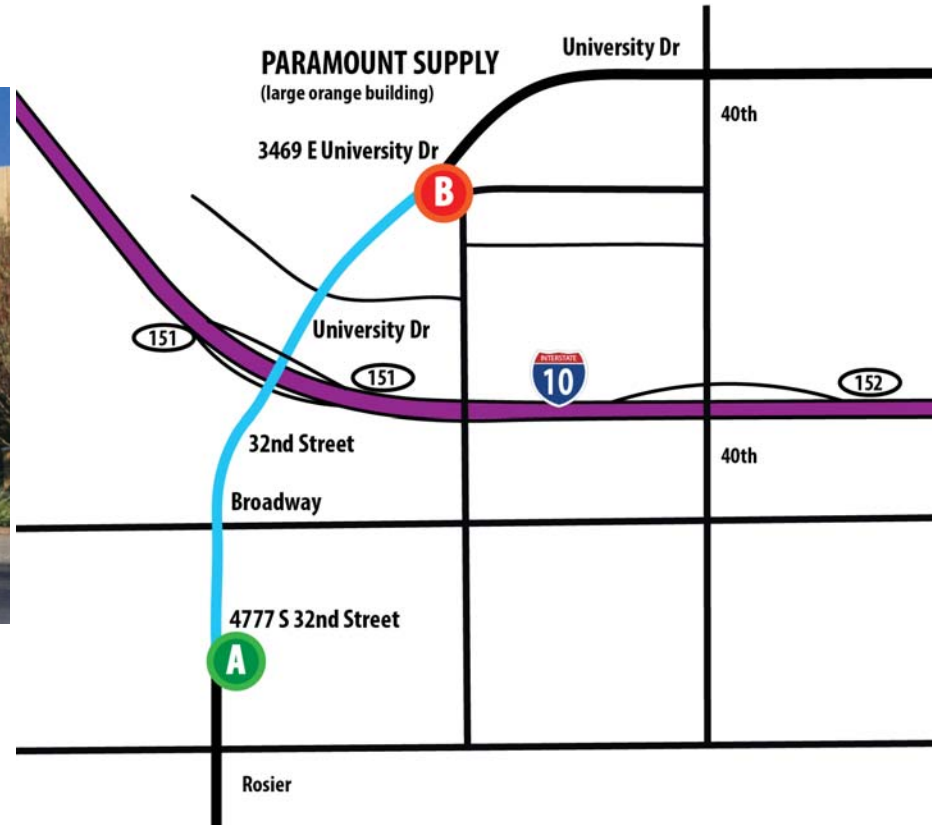 University Dr
PARAMOUNT SUPPLY
(large orange building)
40th
3469 E University Dr
B
University Dr
151
151
INTERSTATE
10
152
32nd Street
40th
Broadway
4777 S 32nd Street
A
Rosier